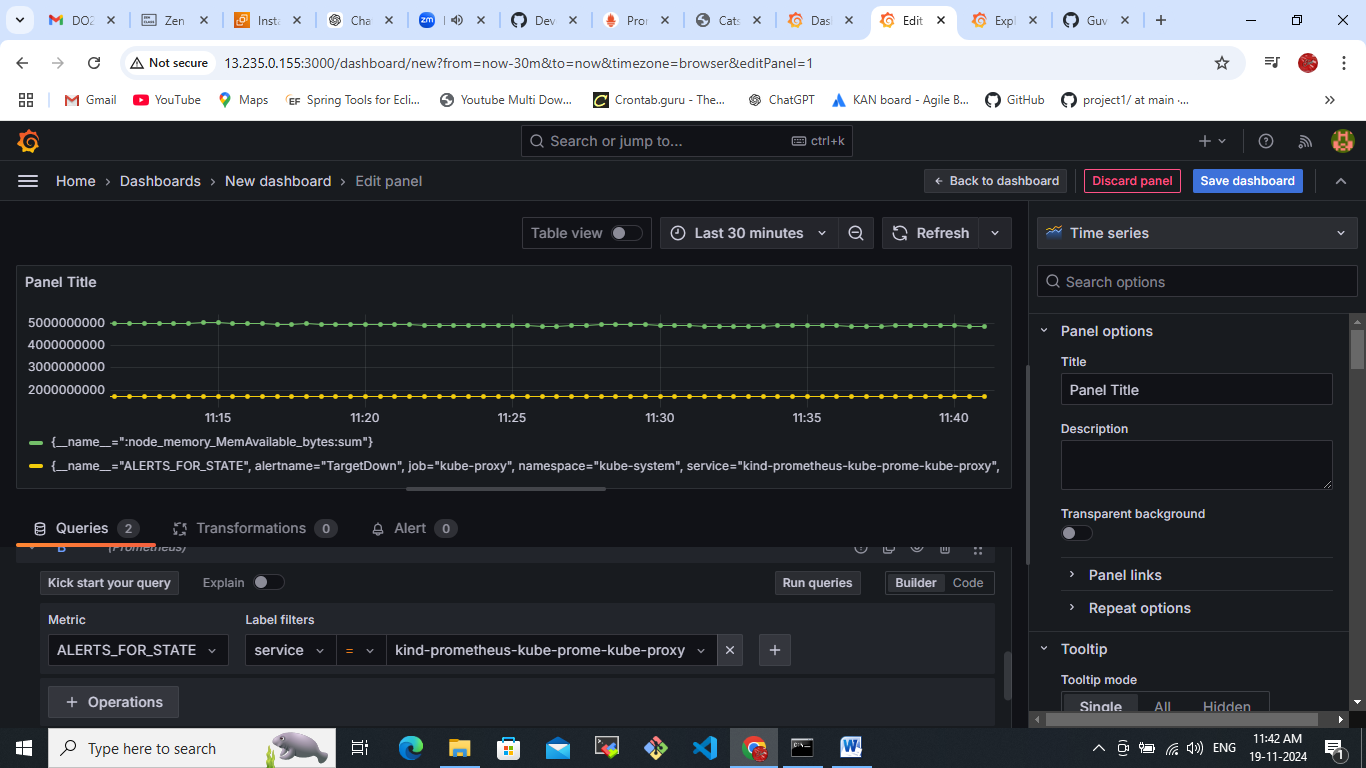 DOZ
Zen
Inst
Cha
Dev
Pro
Cats
Das
Edit
Exp
Guv
Not secure
13.235.0.155:3000/dashboard/new?from=now-30m&to=now&timezone=browser&editPanel=1
Gmail
YouTube
Maps
Spring Tools for Ecli...
Youtube Multi Dow...
Crontab.guru - The...
ChatGPT
KAN board - Agile B...
GitHub
project1/ at main ·...
Search or jump to...
ctrl+k
Home › Dashboards › New dashboard › Edit panel
Back to dashboard
Discard panel
Save dashboard
Table view
Last 30 minutes
Refresh
Time series
Search options
Panel Title
5000000000
4000000000
3000000000
2000000000
11:15
11:20
11:25
11:30
11:35
11:40
{__name__=":node_memory_MemAvailable_bytes:sum"}
{__name__="ALERTS_FOR_STATE", alertname="TargetDown", job="kube-proxy", namespace="kube-system", service="kind-prometheus-kube-prome-kube-proxy",
Panel options
Title
Panel Title
Description
Transparent background
Panel links
Repeat options
Tooltip
Tooltip mode
Single
All
Hidden
Queries 2
Transformations 0
Alert 0
B
(Prometheus)
Kick start your query
Explain
Run queries
Builder
Code
Metric
Label filters
ALERTS_FOR_STATE
service
=
kind-prometheus-kube-prome-kube-proxy
+ Operations
Type here to search
ENG
11:42 AM
19-11-2024
1